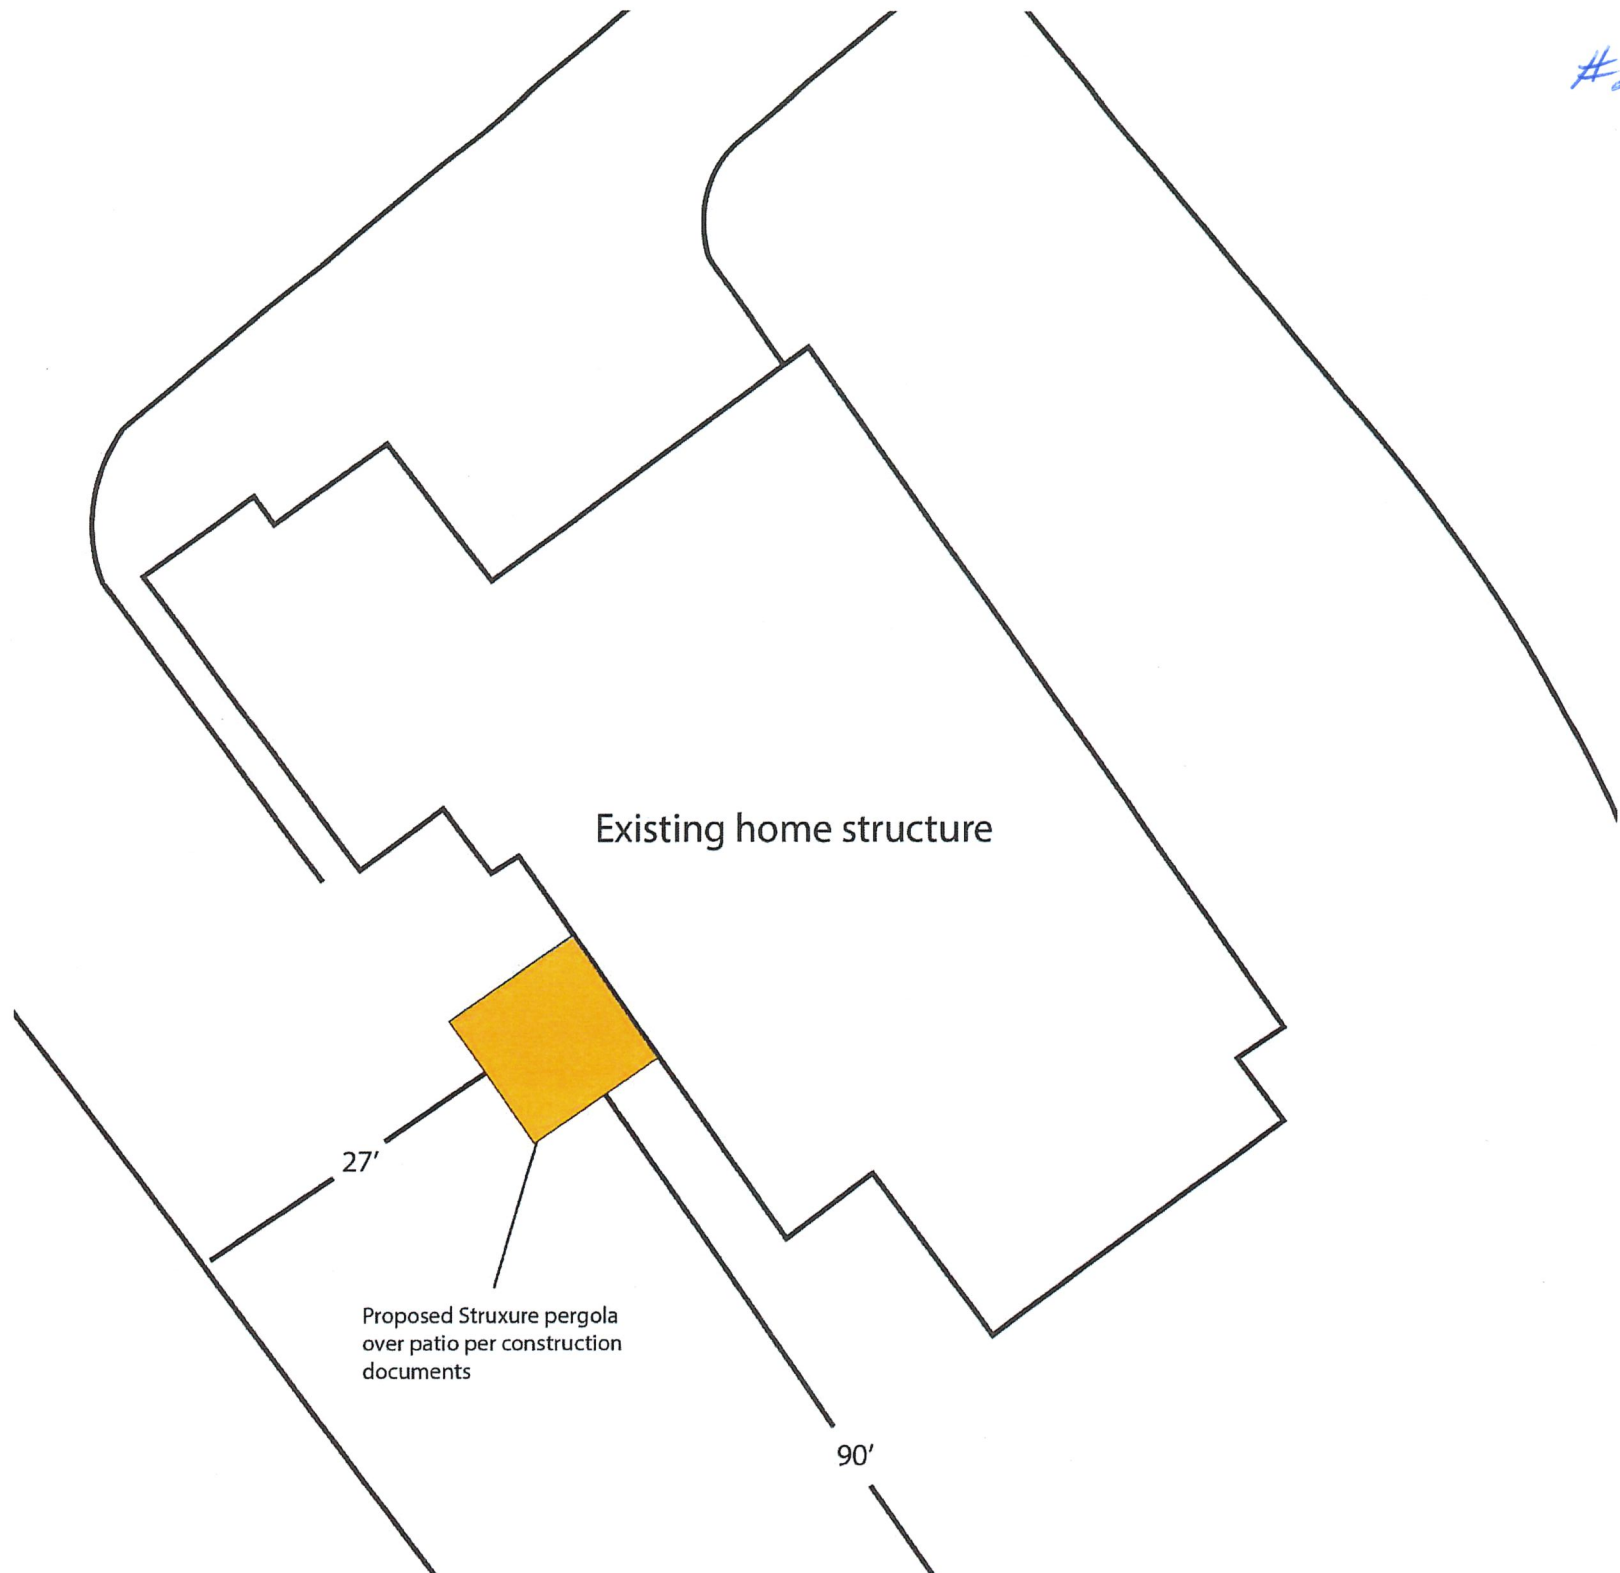 #
Existing home structure
27'
Proposed Struxure pergola
over patio per construction
documents
90'